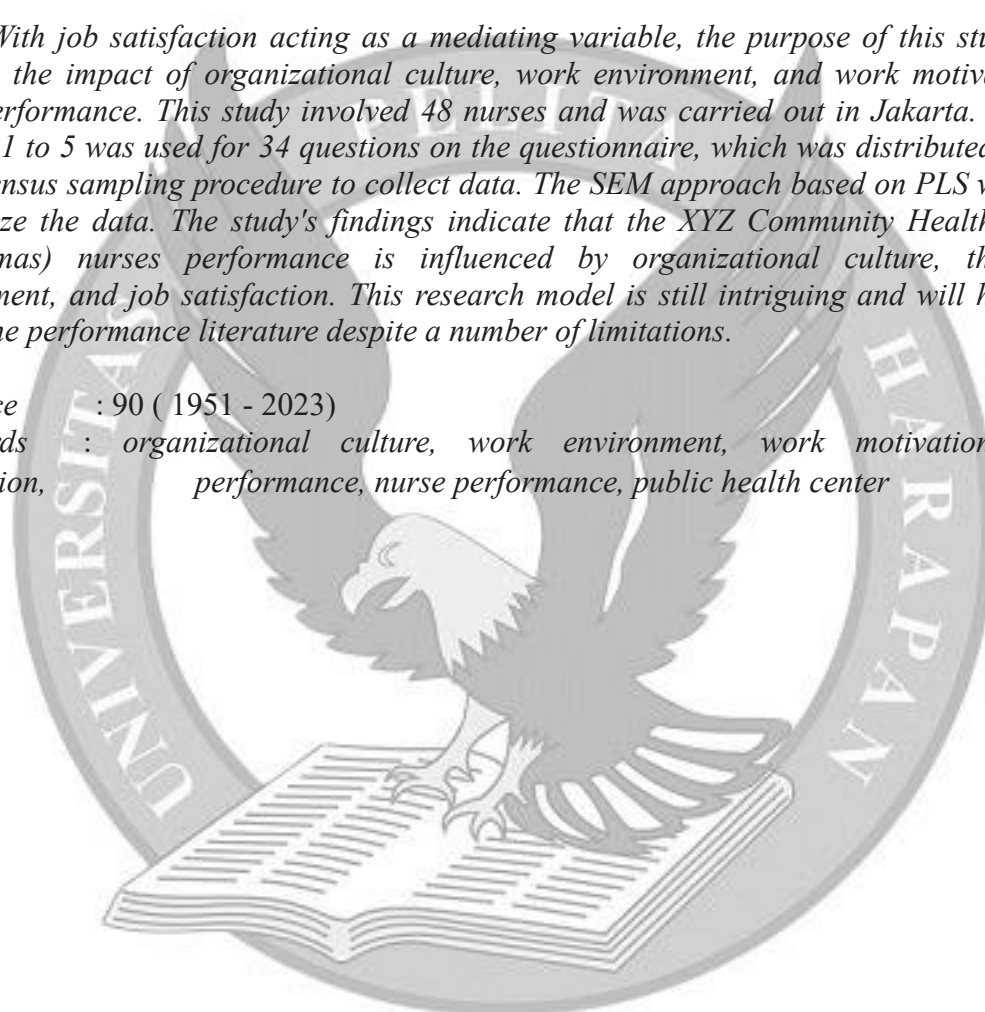 With job satisfaction acting as a mediating variable, the purpose of this stu
the impact of organizational culture, work environment, and work motiva
erformance. This study involved 48 nurses and was carried out in Jakarta.
1 to 5 was used for 34 questions on the questionnaire, which was distributed
ensus sampling procedure to collect data. The SEM approach based on PLS w
ze the data. The study's findings indicate that the XYZ Community Health
mas) nurses performance is influenced by organizational culture, th
ment, and job satisfaction. This research model is still intriguing and will h
he performance literature despite a number of limitations.
ce : 90 ( 1951 - 2023)
rds : organizational culture, work environment, work motivation
ion, performance, nurse performance, public health center
UNIVERSITAS
PELITA
HARAPAN